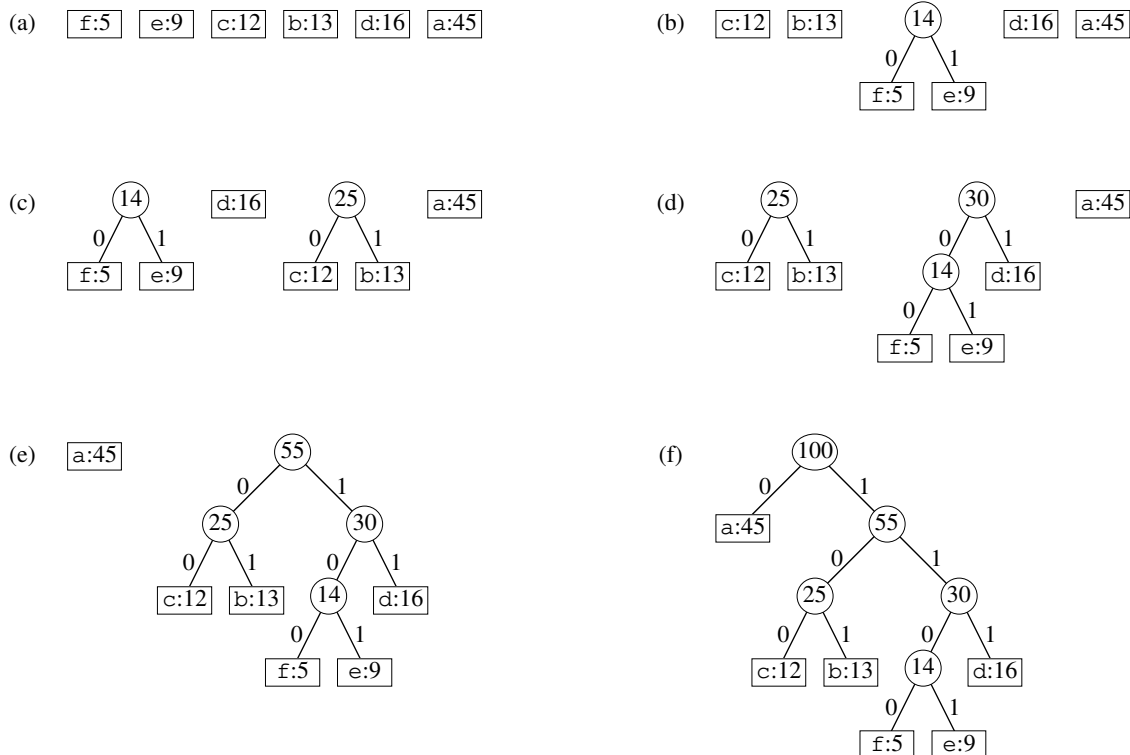 (a) f:5 e:9 c:12 b:13 d:16 a:45
(b) c:12 b:13 14 d:16 a:45
0 1
f:5 e:9
(c) 14 d:16 25 a:45
0 1 0 1
f:5 e:9 c:12 b:13
(d) 25 30 a:45
0 1 0 1
c:12 b:13 14 d:16
0 1
f:5 e:9
(e) a:45 55
0 1
25 30
0 1 0 1
c:12 b:13 14 d:16
0 1
f:5 e:9
(f) 100
0 1
a:45 55
0 1
25 30
0 1 0 1
c:12 b:13 14 d:16
0 1
f:5 e:9